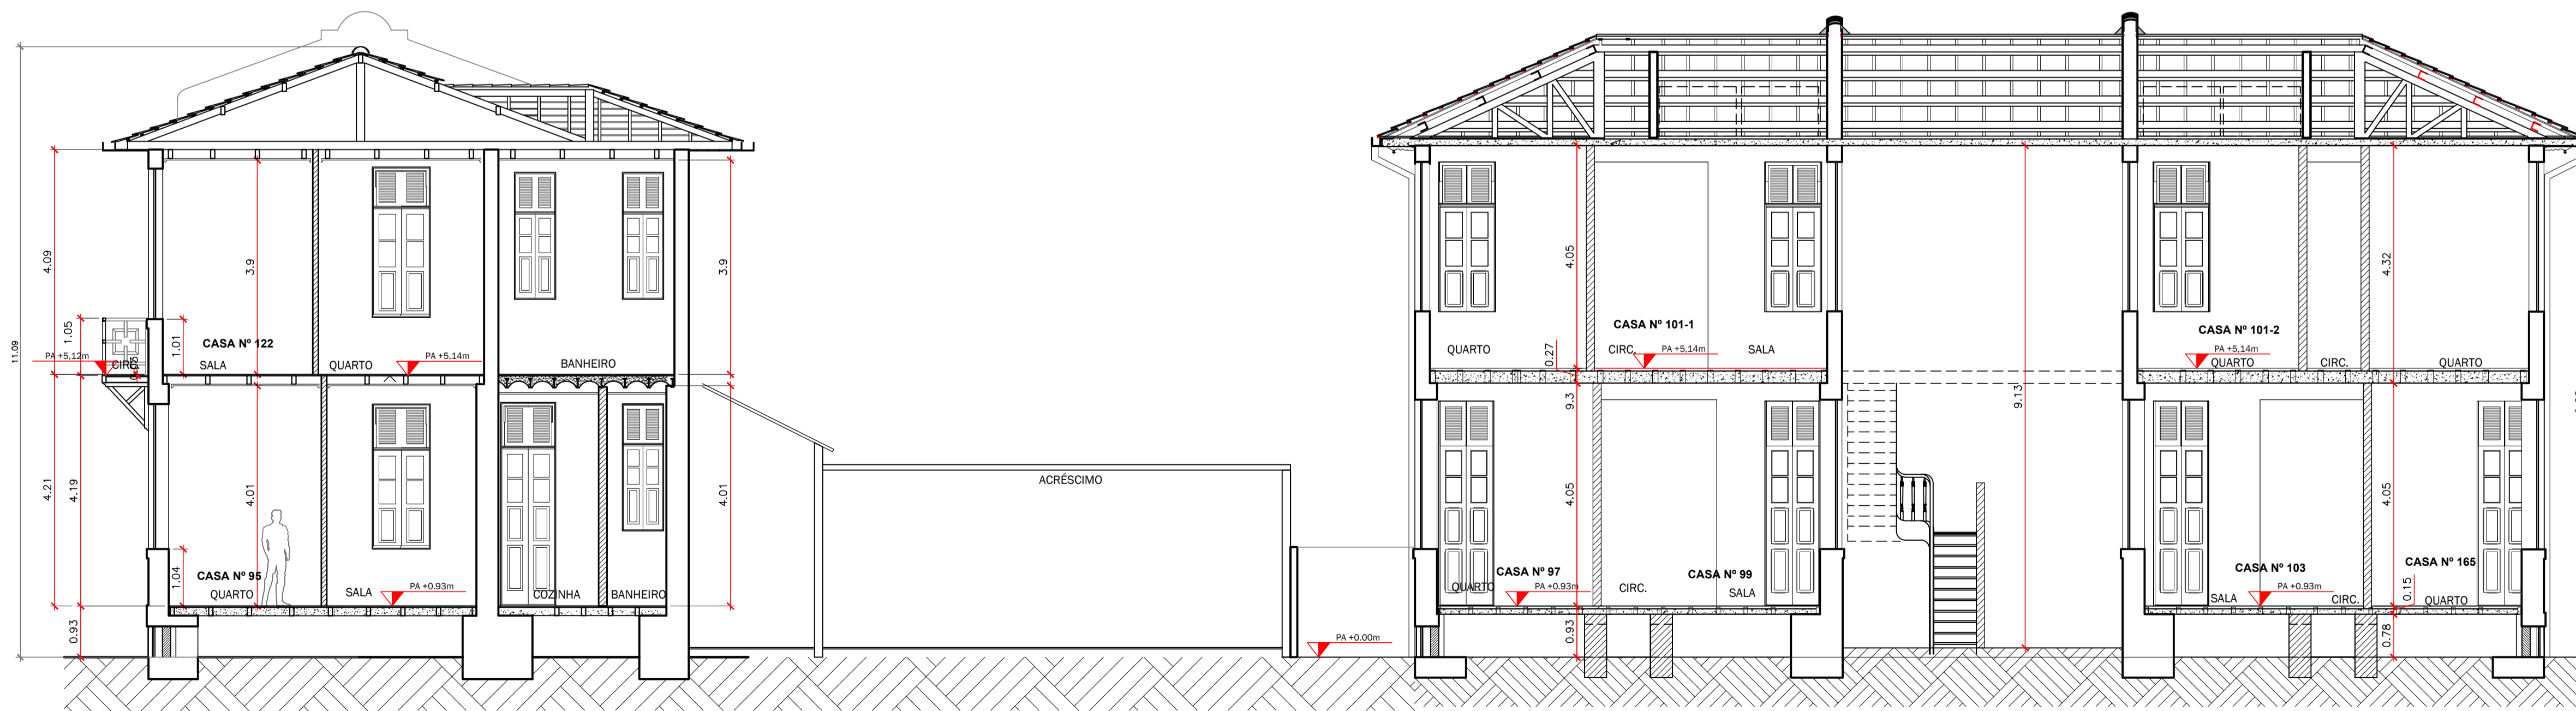 11.09
4.09
4.21
1.05
4.19
0.93
PA +5,12m
CIRC.
1.01
3.9
CASA Nº 122
SALA
QUARTO
PA +5,14m
BANHEIRO
3.9
1.04
4.01
CASA Nº 95
QUARTO
SALA
PA +0.93m
COZINHA
BANHEIRO
4.01
ACRÉSCIMO
PA +0.00m
4.05
0.27
9.3
4.05
0.93
CASA Nº 101-1
QUARTO
CIRC.
PA +5,14m
SALA
CASA Nº 97
QUARTO
PA +0.93m
CIRC.
CASA Nº 99
SALA
9.13
CASA Nº 101-2
PA +5,14m
QUARTO
CIRC.
QUARTO
4.32
4.05
0.15
0.78
CASA Nº 103
PA +0.93m
SALA
CIRC.
CASA Nº 165
QUARTO